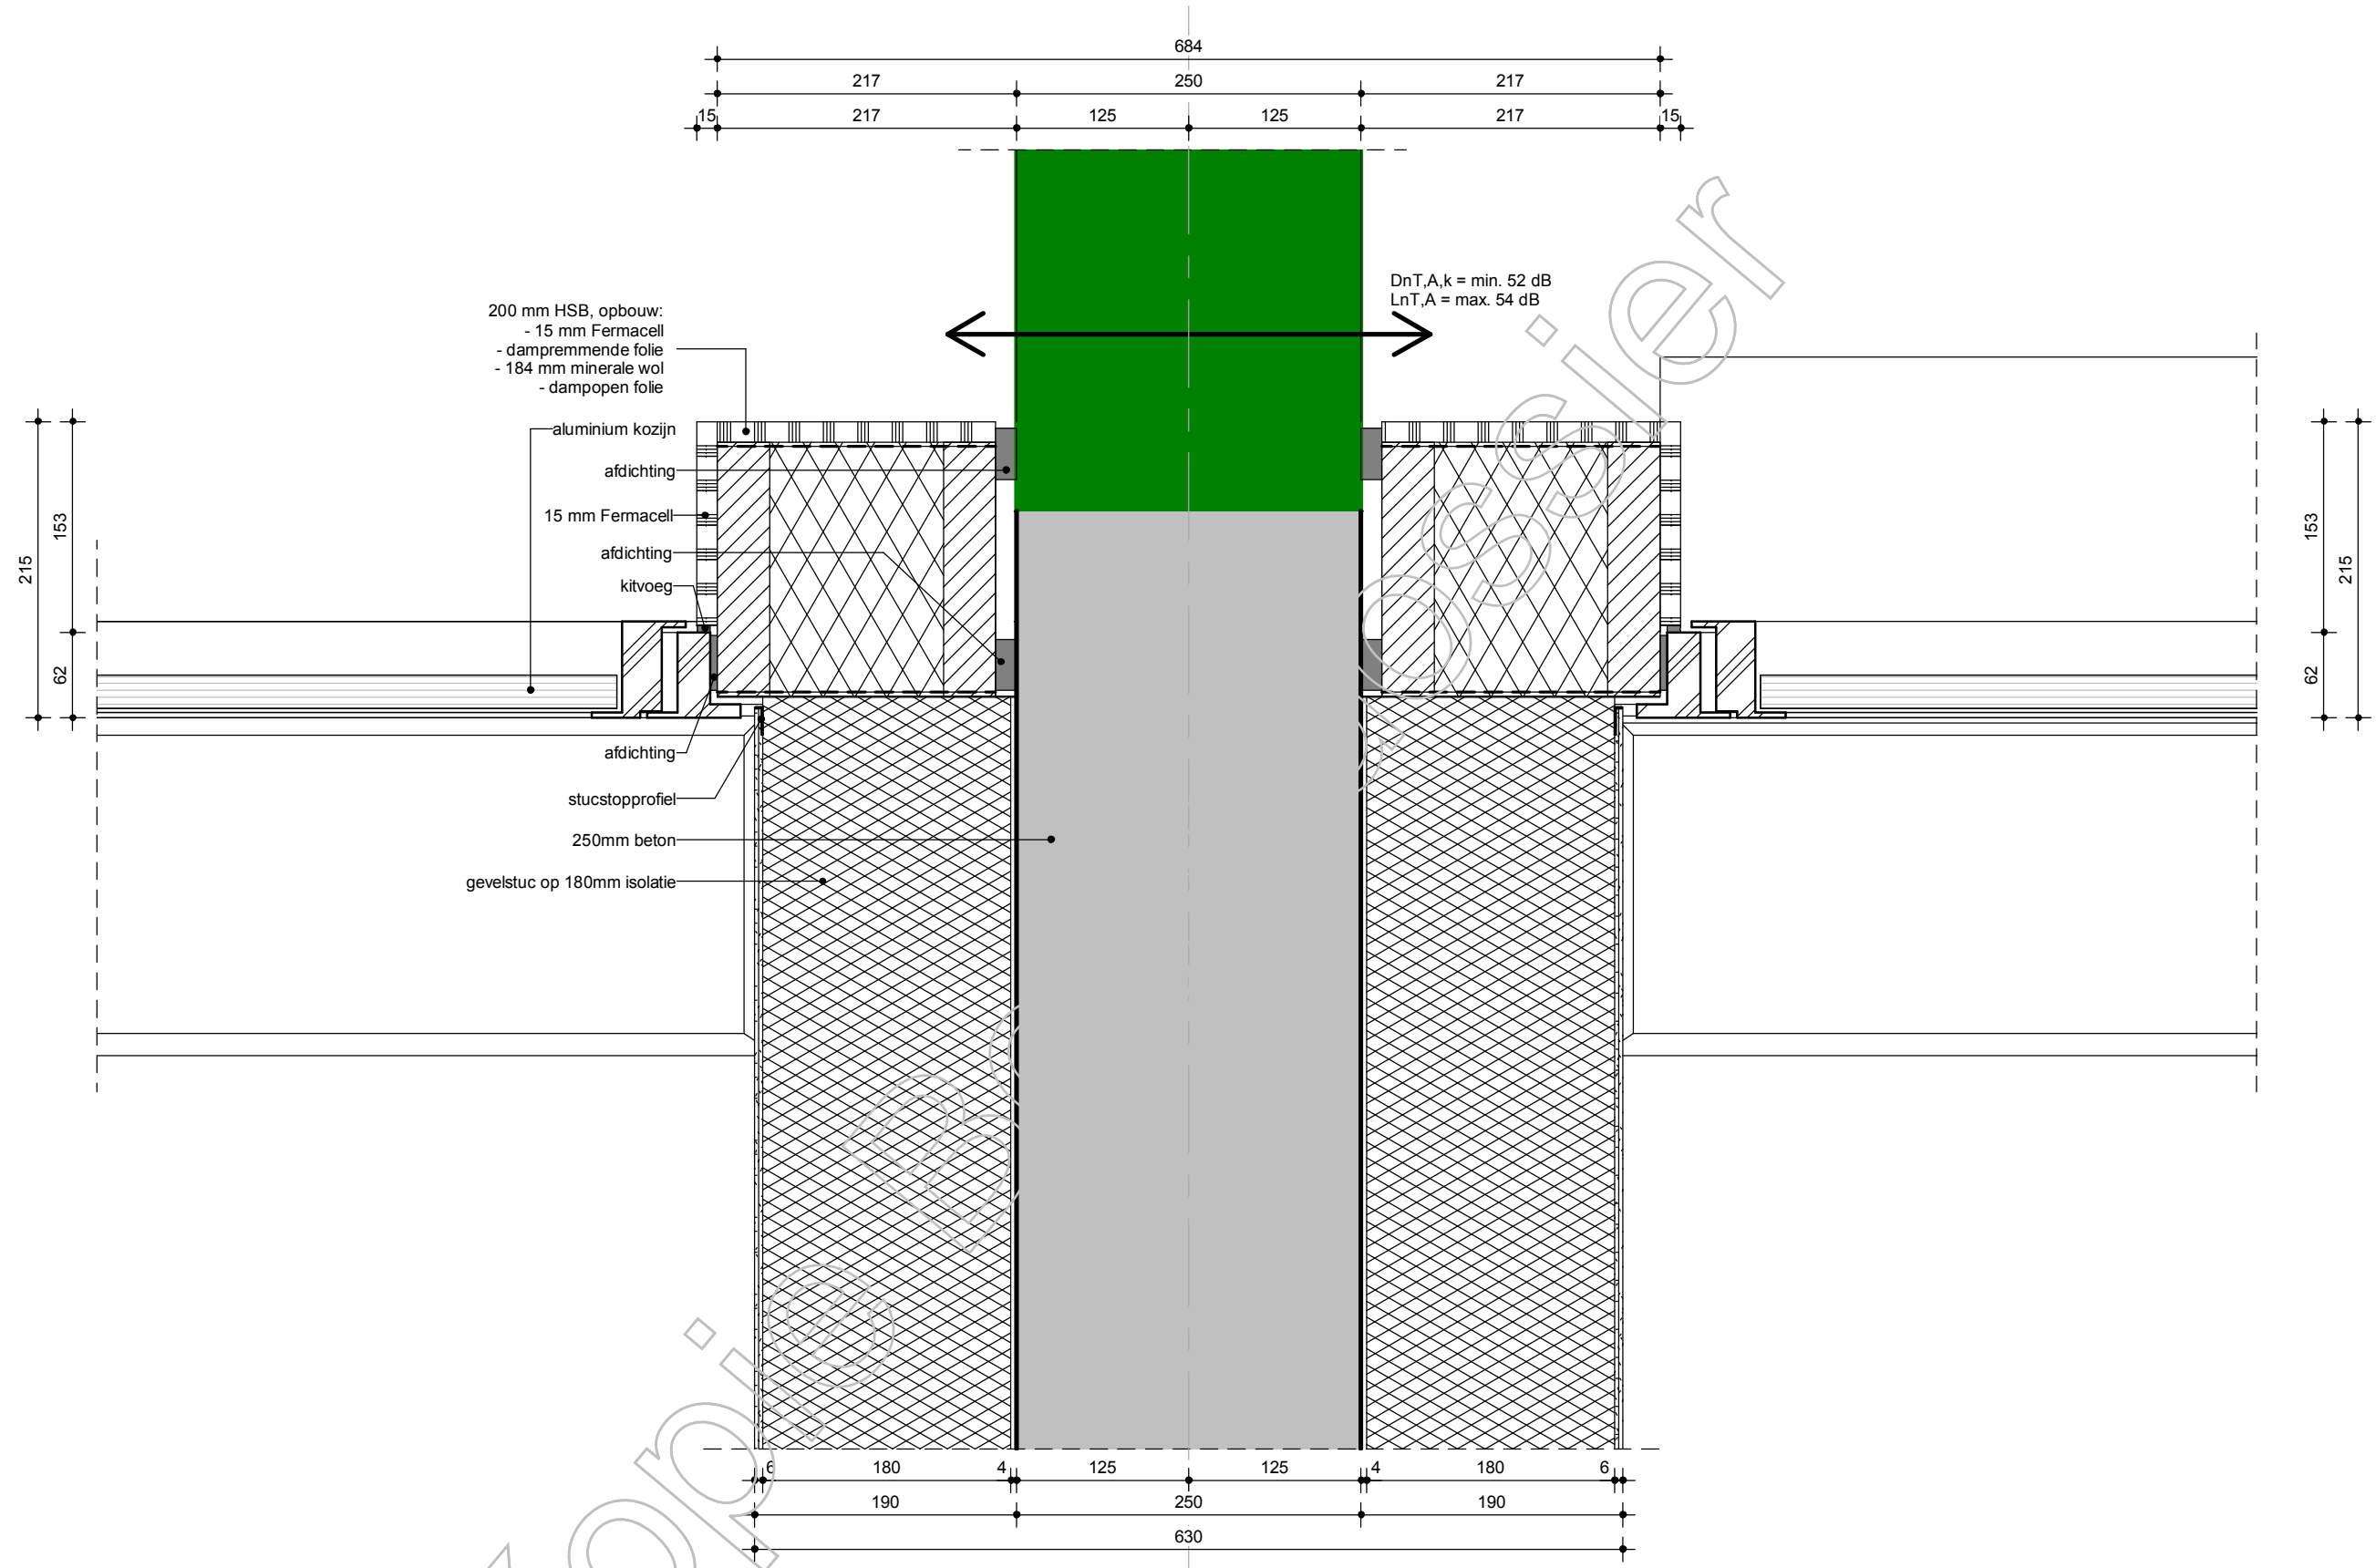 684
217 250 217
15 217 125 125 217 15
DnT,A,k = min. 52 dB
LnT,A = max. 54 dB
200 mm HSB, opbouw:
- 15 mm Fermacell
- dampremmende folie
- 184 mm minerale wol
- dampopen folie
aluminium kozijn
afdichting
15 mm Fermacell
afdichting
kitvoeg
afdichting
stucstopprofiel
250mm beton
gevelstuc op 180mm isolatie
215
153
62
153
62
215
6 180 4 125 125 4 180 6
190 250 190
630